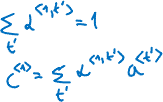 ∑_{t'} α^{<1,t'>} = 1
c^{<1>} = ∑_{t'} α^{<1,t'>} a^{<t'>}